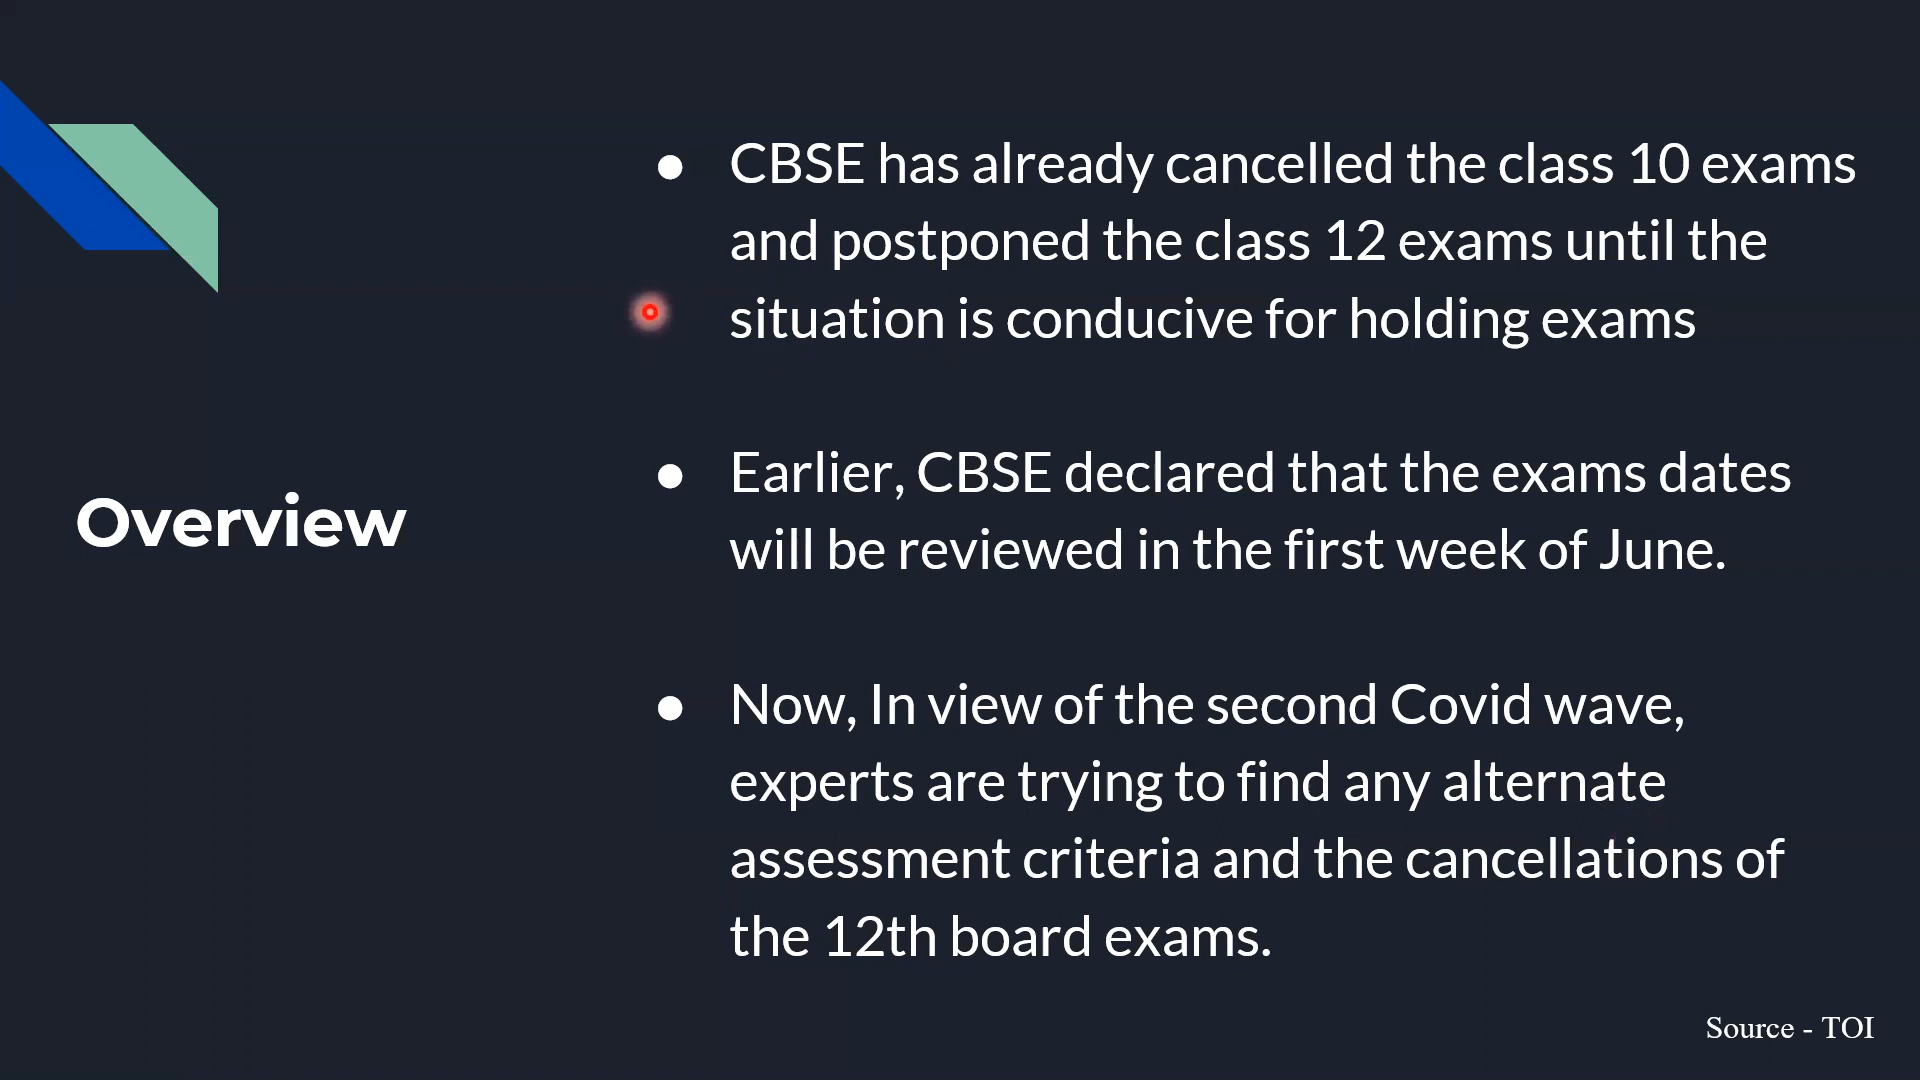 ● CBSE has already cancelled the class 10 exams
and postponed the class 12 exams until the
situation is conducive for holding exams
Overview
● Earlier, CBSE declared that the exams dates
will be reviewed in the first week of June.
● Now, In view of the second Covid wave,
experts are trying to find any alternate
assessment criteria and the cancellations of
the 12th board exams.
Source - TOI